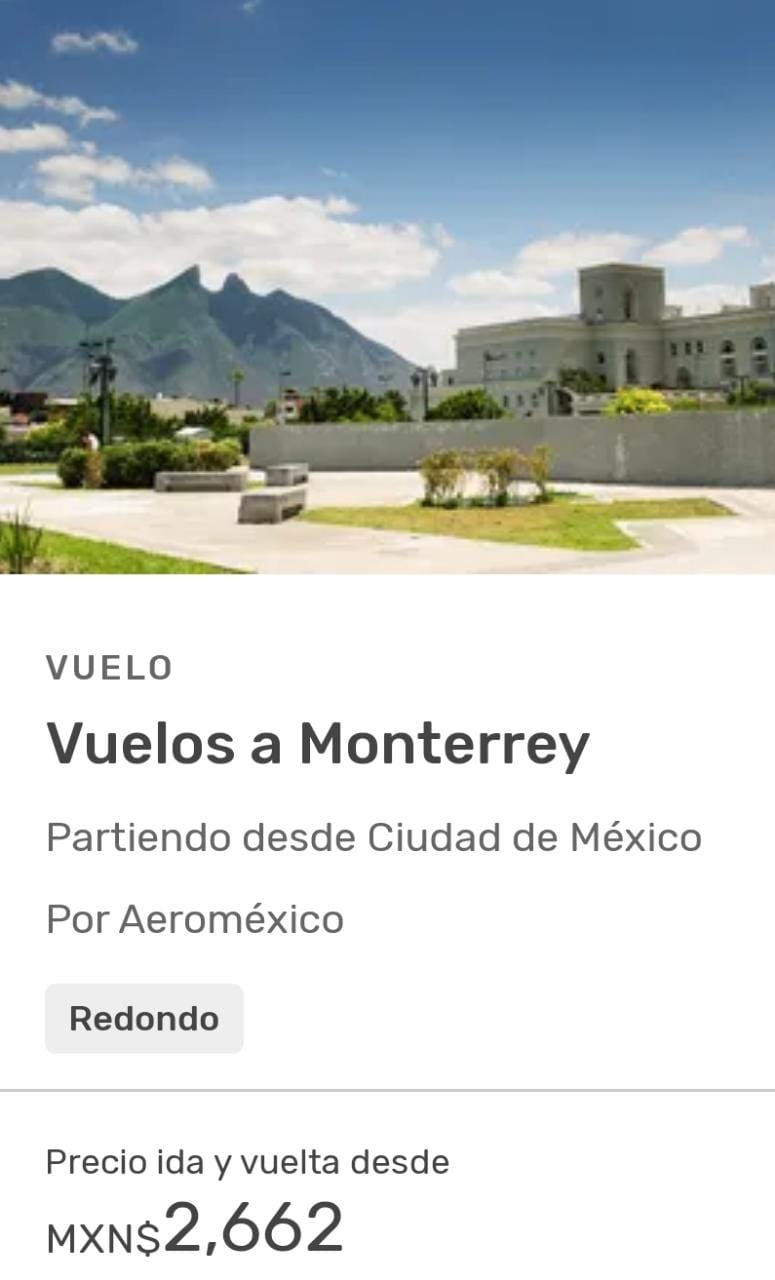 VUELO
Vuelos a Monterrey
Partiendo desde Ciudad de México
Por Aeroméxico
Redondo
Precio ida y vuelta desde
MXN$2,662